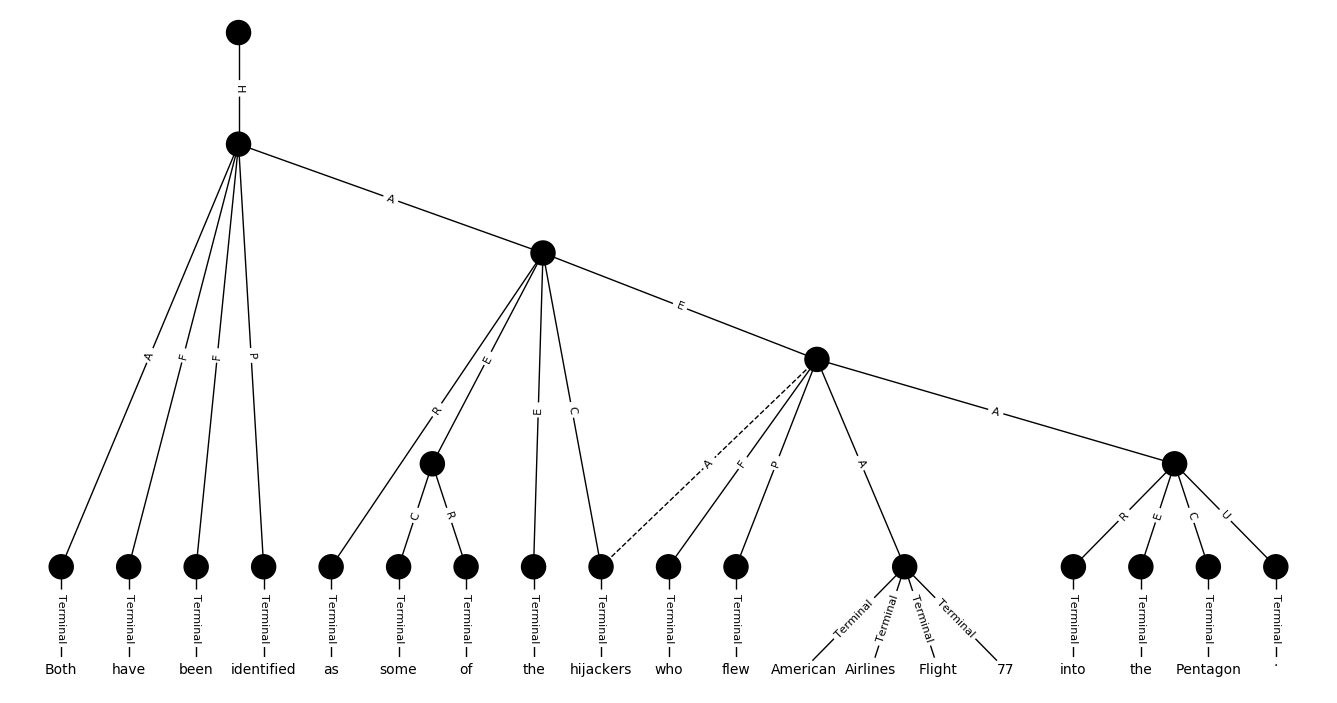 H
A
A
F
F
P
E
R
E
E
C
A
C
R
A
F
P
A
R
E
C
U
Terminal Terminal Terminal Terminal Terminal Terminal Terminal Terminal Terminal Terminal Terminal Terminal Terminal Terminal Terminal Terminal Terminal Terminal Terminal
Both have been identified as some of the hijackers who flew American Airlines Flight 77 into the Pentagon .